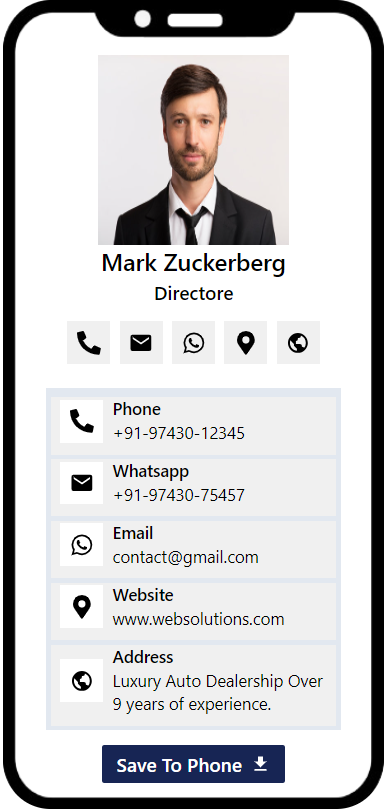 Mark Zuckerberg
Directore
Phone
+91-97430-12345
Whatsapp
+91-97430-75457
Email
contact@gmail.com
Website
www.websolutions.com
Address
Luxury Auto Dealership Over
9 years of experience.
Save To Phone